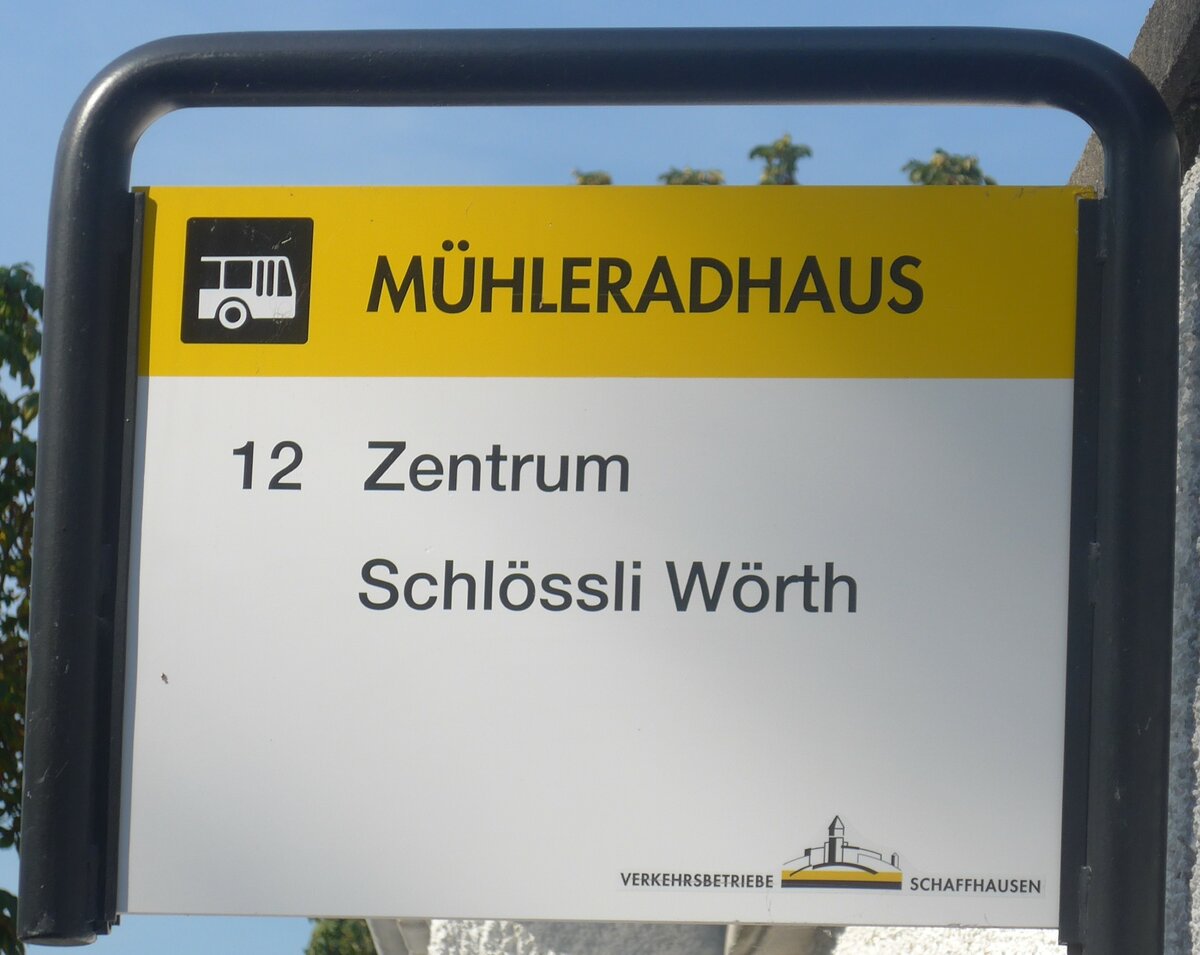 MÜHLERADHAUS
12 Zentrum
Schlössli Wörth
VERKEHRSBETRIEBE SCHAFFHAUSEN